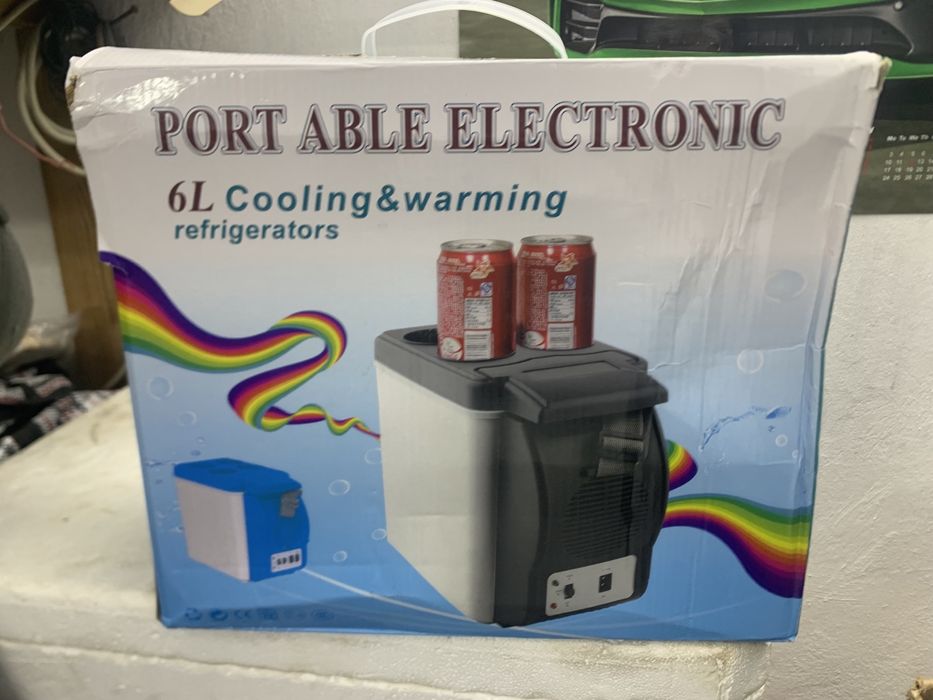 PORT ABLE ELECTRONIC
6L Cooling&warming
refrigerators